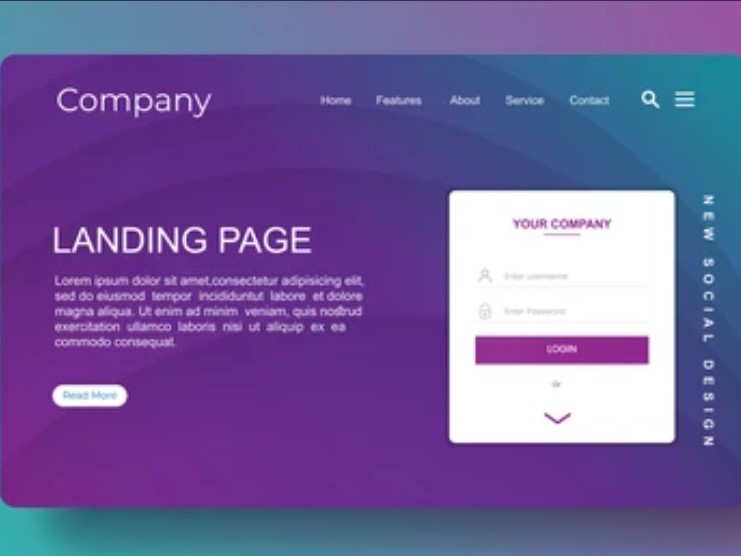 Company
Home Features About Service Contact
LANDING PAGE
Lorem ipsum dolor sit amet,consectetur adipisicing elit,
sed do eiusmod tempor incididuntut labore et dolore
magna aliqua. Ut enim ad minim veniam, quis nostrud
exercitation ullamco laboris nisi ut aliquip ex ea
commodo consequat.
Read More
YOUR COMPANY
Enter username
Enter Password
LOGIN
or
NEW SOCIAL DESIGN